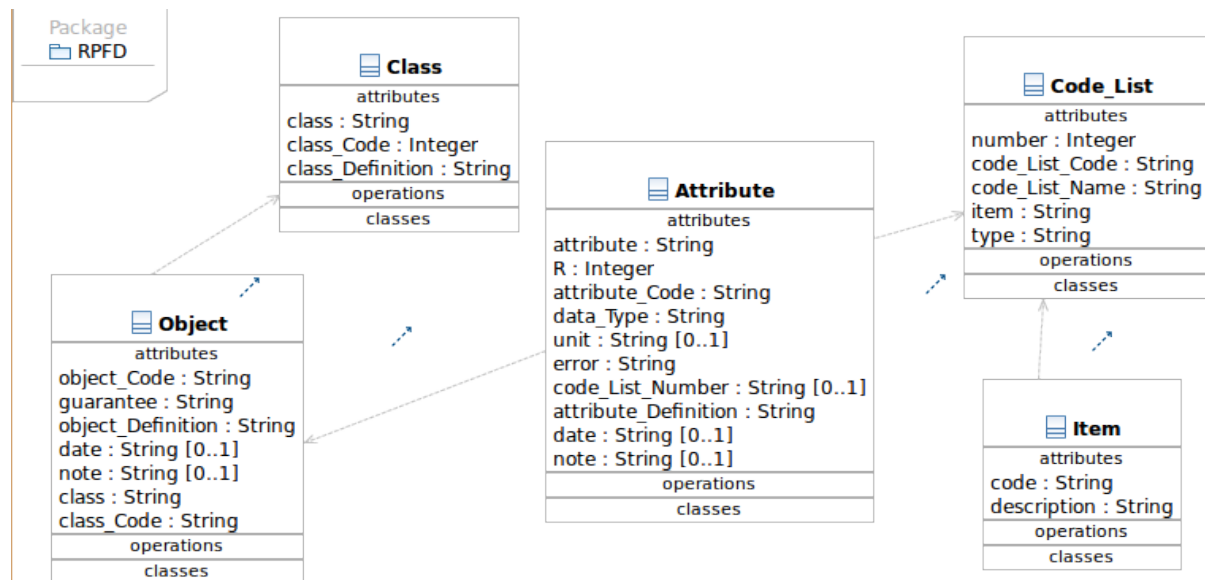 Package
RPFD
Class
attributes
class : String
class_Code : Integer
class_Definition : String
operations
classes
Code_List
attributes
number : Integer
code_List_Code : String
code_List_Name : String
item : String
type : String
operations
classes
Attribute
attributes
attribute : String
R : Integer
attribute_Code : String
data_Type : String
unit : String [0..1]
error : String
code_List_Number : String [0..1]
attribute_Definition : String
date : String [0..1]
note : String [0..1]
operations
classes
Object
attributes
object_Code : String
guarantee : String
object_Definition : String
date : String [0..1]
note : String [0..1]
class : String
class_Code : String
operations
classes
Item
attributes
code : String
description : String
operations
classes